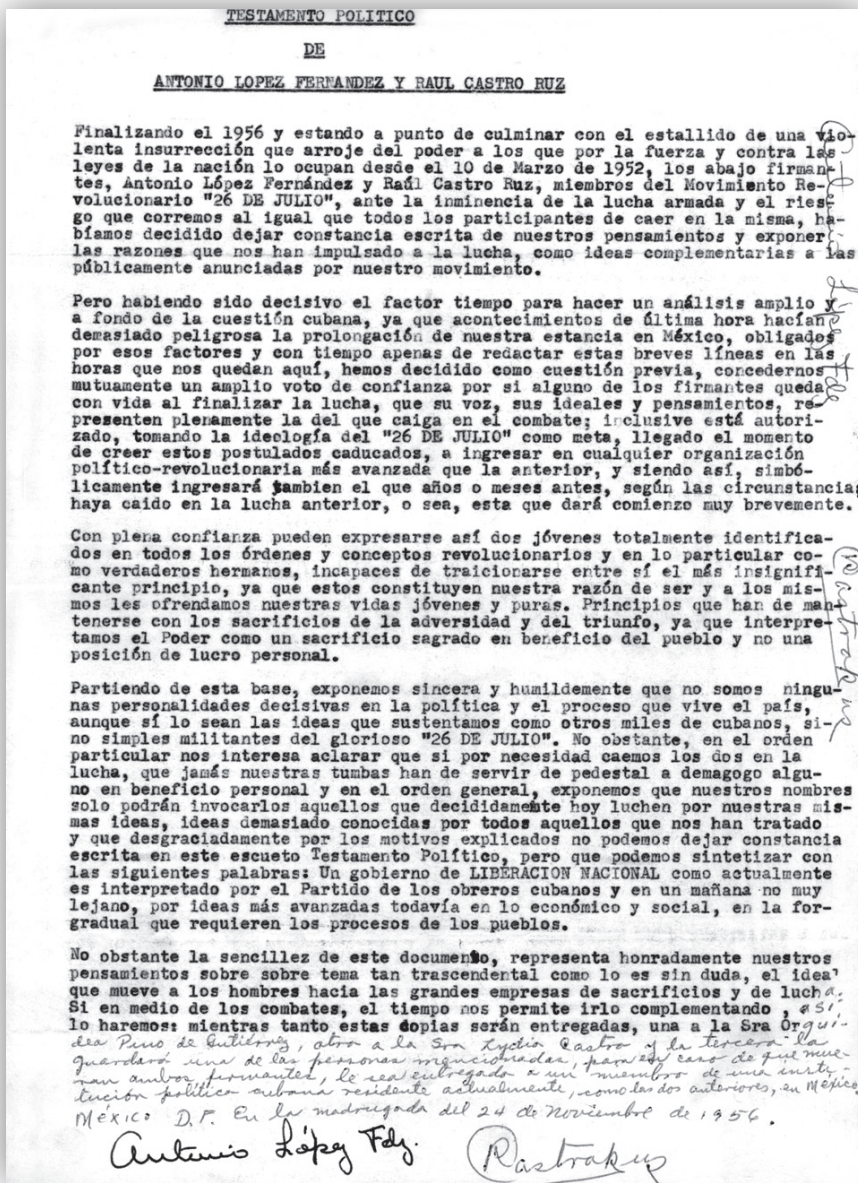 TESTAMENTO POLITICO
DE
ANTONIO LOPEZ FERNANDEZ Y RAUL CASTRO RUZ
Finalizando el 1956 y estando a punto de culminar con el estallido de una vio-
lenta insurrección que arroje del poder a los que por la fuerza y contra las
leyes de la nación lo ocupan desde el 10 de Marzo de 1952, los abajo firman-
tes, Antonio López Fernández y Raúl Castro Ruz, miembros del Movimiento Re-
volucionario "26 DE JULIO", ante la inminencia de la lucha armada y el ries-
go que corremos al igual que todos los participantes de caer en la misma, ha-
bíamos decidido dejar constancia escrita de nuestros pensamientos y exponer
las razones que nos han impulsado a la lucha, como ideas complementarias a las
públicamente anunciadas por nuestro movimiento.
Pero habiendo sido decisivo el factor tiempo para hacer un análisis amplio y
a fondo de la cuestión cubana, ya que acontecimientos de última hora hacían
demasiado peligrosa la prolongación de nuestra estancia en México, obligados
por esos factores y con tiempo apenas de redactar estas breves líneas en las
horas que nos quedan aquí, hemos decidido como cuestión previa, concedernos
mutuamente un amplio voto de confianza por si alguno de los firmantes queda
con vida al finalizar la lucha, que su voz, sus ideales y pensamientos, re-
presenten plenamente la del que caiga en el combate; inclusive está autori-
zado, tomando la ideología del "26 DE JULIO" como meta, llegado el momento
de creer estos postulados caducados, a ingresar en cualquier organización
político-revolucionaria más avanzada que la anterior, y siendo así, simbó-
licamente ingresará tambien el que años o meses antes, según las circunstancia
haya caido en la lucha anterior, o sea, esta que dará comienzo muy brevemente.
Con plena confianza pueden expresarse así dos jóvenes totalmente identifica-
dos en todos los órdenes y conceptos revolucionarios y en lo particular co-
mo verdaderos hermanos, incapaces de traicionarse entre sí el más insignifi-
cante principio, ya que estos constituyen nuestra razón de ser y a los mis-
mos les ofrendamos nuestras vidas jóvenes y puras. Principios que han de man-
tenerse con los sacrificios de la adversidad y del triunfo, ya que interpre-
tamos el Poder como un sacrificio sagrado en beneficio del pueblo y no una
posición de lucro personal.
Partiendo de esta base, exponemos sincera y humildemente que no somos ningu-
nas personalidades decisivas en la política y el proceso que vive el país,
aunque sí lo sean las ideas que sustentamos como otros miles de cubanos, si-
no simples militantes del glorioso "26 DE JULIO". No obstante, en el orden
particular nos interesa aclarar que si por necesidad caemos los dos en la
lucha, que jamás nuestras tumbas han de servir de pedestal a demagogo algu-
no en beneficio personal y en el orden general, exponemos que nuestros nombres
solo podrán invocarlos aquellos que decididamente hoy luchen por nuestras mis-
mas ideas, ideas demasiado conocidas por todos aquellos que nos han tratado
y que desgraciadamente por los motivos explicados no podemos dejar constancia
escrita en este escueto Testamento Político, pero que podemos sintetizar con
las siguientes palabras: Un gobierno de LIBERACION NACIONAL como actualmente
es interpretado por el Partido de los obreros cubanos y en un mañana no muy
lejano, por ideas más avanzadas todavía en lo económico y social, en la for-
gradual que requieren los procesos de los pueblos.
No obstante la sencillez de este documento, representa honradamente nuestros
pensamientos sobre sobre tema tan trascendental como lo es sin duda, el idea
que mueve a los hombres hacia las grandes empresas de sacrificios y de lucha.
Si en medio de los combates, el tiempo nos permite irlo complementando, asi
lo haremos: mientras tanto estas copias serán entregadas, una a la Sra Orquí-
dea Pino de Gutiérrez, otra a la Sra Lydia Castro y la tercera la
guardará una de las personas mencionadas, para en caso de que mue-
ran ambos firmantes, le sea entregado a un miembro de una insti-
tución política cubana residente actualmente, como las dos anteriores, en México
México D.F. En la madrugada del 24 de Noviembre de 1956.
Antonio López Fdz.